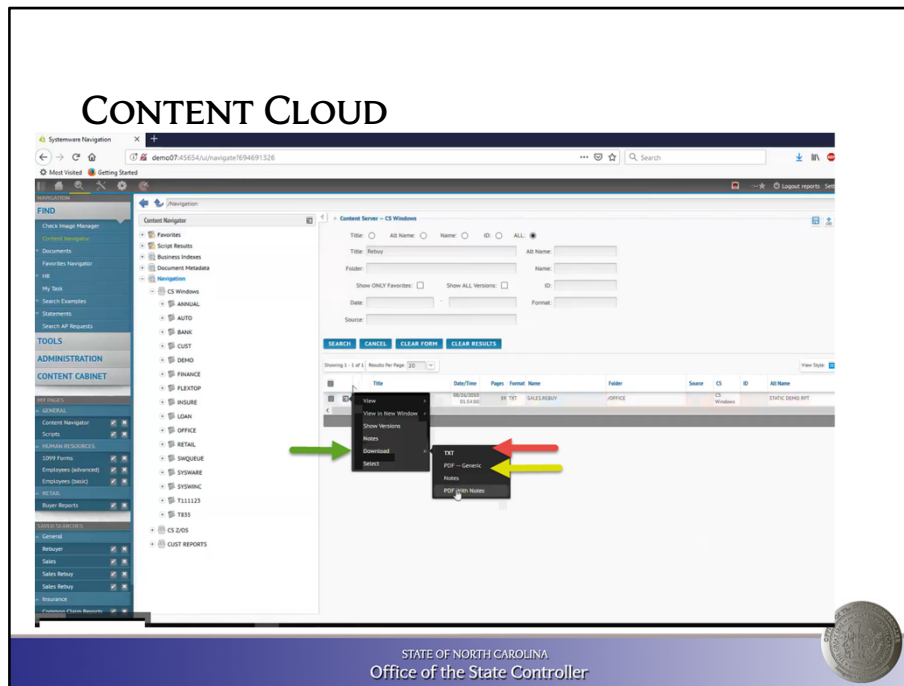 CONTENT CLOUD
Systemware Navigation
demo07:45654/ui/navigate?694691326
Search
Most Visited Getting Started
Logout reports
NAVIGATION
/Navigation
FIND
Check Image Manager
Content Navigator
Documents
Favorites Navigator
HR
My Task
Search Examples
Statements
Search AP Requests
TOOLS
ADMINISTRATION
CONTENT CABINET
MY PAGES
GENERAL
Content Navigator
Scripts
HUMAN RESOURCES
1099 Forms
Employees (advanced)
Employees (basic)
RETAIL
Buyer Reports
SAVED SEARCHES
General
Rebuyer
Sales
Sales Rebuy
Sales Rebuy
Insurance
Common Claim Reports
Content Navigator
Favorites
Script Results
Business Indexes
Document Metadata
Navigation
CS Windows
ANNUAL
AUTO
BANK
CUST
DEMO
FINANCE
FLEXTOP
INSURE
LOAN
OFFICE
RETAIL
SWQUEUE
SYSWARE
SYSWINC
T111123
T835
CS Z/OS
CUST REPORTS
Content Server -- CS Windows
Title: Alt Name: Name: ID: ALL:
Title: Rebuy Alt Name:
Folder: Name:
Show ONLY Favorites: Show ALL Versions: ID:
Date: - Format:
Source:
SEARCH CANCEL CLEAR FORM CLEAR RESULTS
Showing 1 - 1 of 1 Results Per Page: 20 View Style:
Title Date/Time Pages Format Name Folder Source CS ID Alt Name
TXT SALES.REBUY /OFFICE CS Windows STATIC DEMO RPT
View
View in New Window
Show Versions
Notes
Download
Select
TXT
PDF -- Generic
Notes
PDF With Notes
STATE OF NORTH CAROLINA
Office of the State Controller